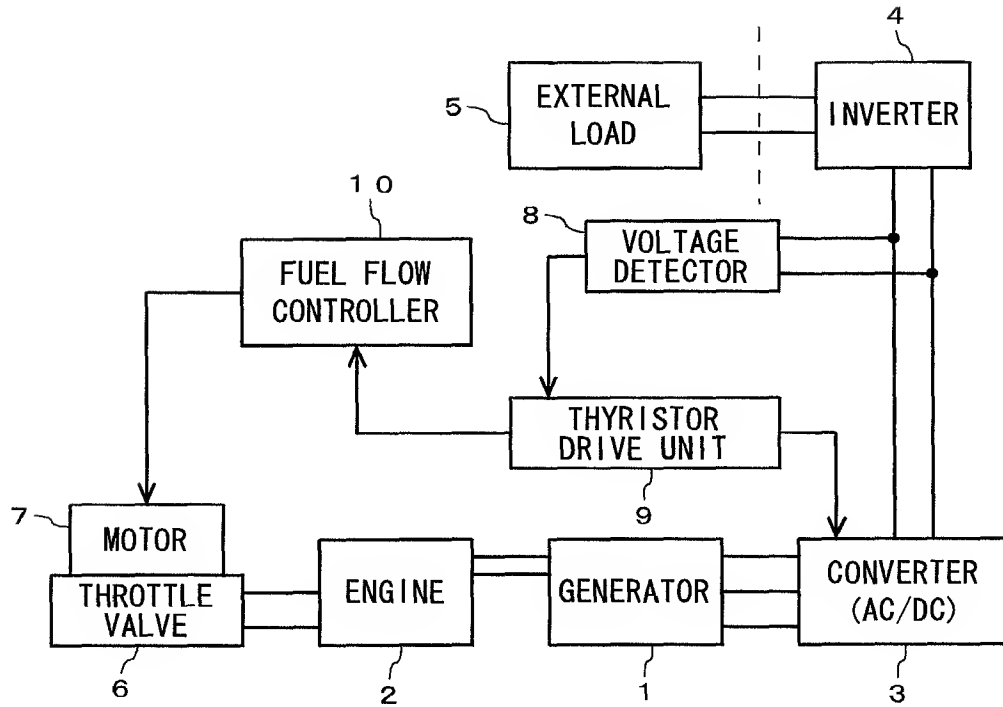 4
5
EXTERNAL
LOAD
INVERTER
10
8
VOLTAGE
DETECTOR
FUEL FLOW
CONTROLLER
THYRISTOR
DRIVE UNIT
9
7
MOTOR
THROTTLE
VALVE
ENGINE
GENERATOR
CONVERTER
(AC/DC)
6
2
1
3